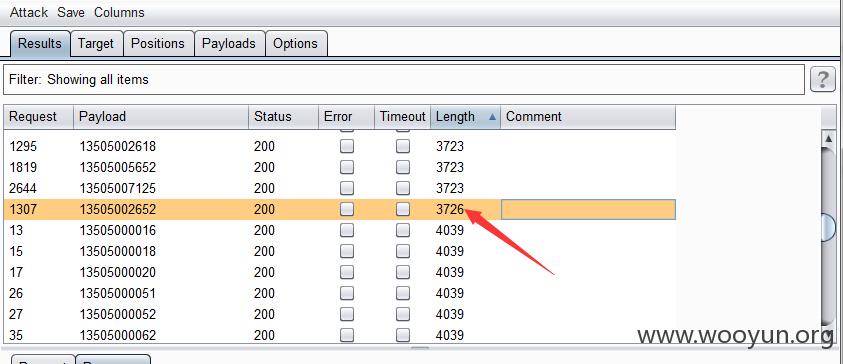 Attack Save Columns
Results Target Positions Payloads Options
Filter: Showing all items ?
Request Payload Status Error Timeout Length Comment
1295 13505002618 200 3723
1819 13505005652 200 3723
2644 13505007125 200 3723
1307 13505002652 200 3726
13 13505000016 200 4039
15 13505000018 200 4039
17 13505000020 200 4039
26 13505000051 200 4039
27 13505000052 200 4039
35 13505000062 200 4039
www.wooyun.org